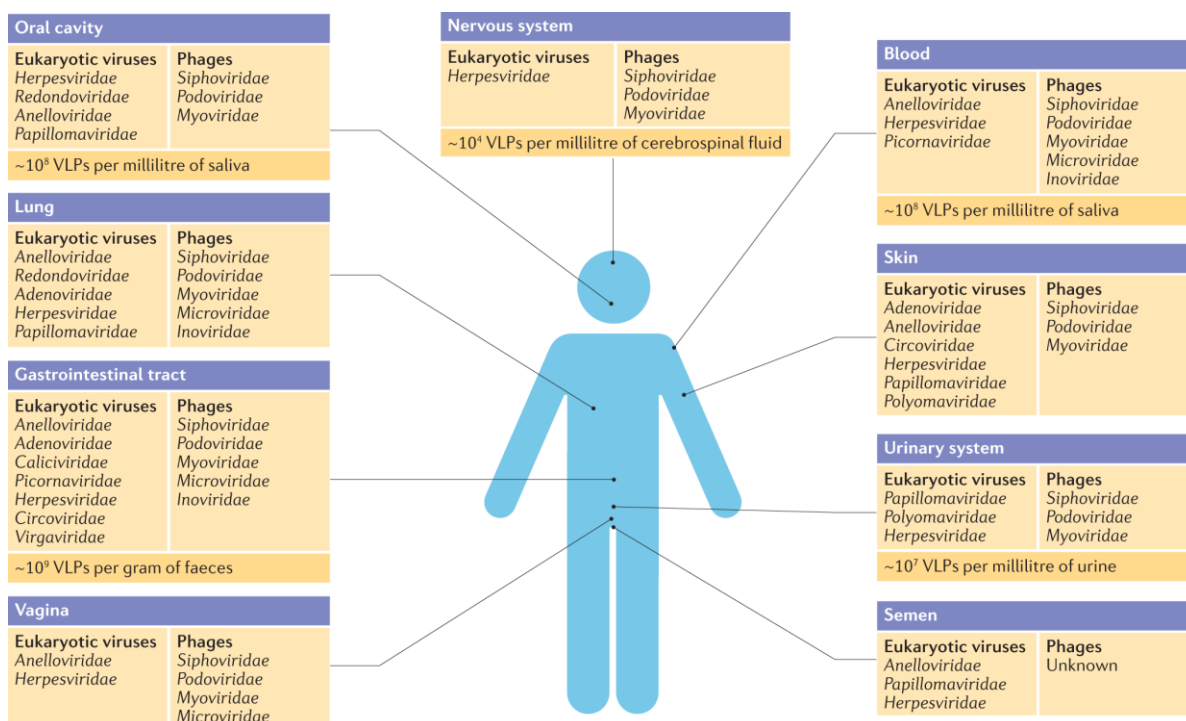 Oral cavity
Eukaryotic viruses
Herpesviridae
Redondoviridae
Anelloviridae
Papillomaviridae
Phages
Siphoviridae
Podoviridae
Myoviridae
~10⁸ VLPs per millilitre of saliva
Lung
Eukaryotic viruses
Anelloviridae
Redondoviridae
Adenoviridae
Herpesviridae
Papillomaviridae
Phages
Siphoviridae
Podoviridae
Myoviridae
Microviridae
Inoviridae
Gastrointestinal tract
Eukaryotic viruses
Anelloviridae
Adenoviridae
Caliciviridae
Picornaviridae
Herpesviridae
Circoviridae
Virgaviridae
Phages
Siphoviridae
Podoviridae
Myoviridae
Microviridae
Inoviridae
~10⁹ VLPs per gram of faeces
Vagina
Eukaryotic viruses
Anelloviridae
Herpesviridae
Phages
Siphoviridae
Podoviridae
Myoviridae
Microviridae
Nervous system
Eukaryotic viruses
Herpesviridae
Phages
Siphoviridae
Podoviridae
Myoviridae
~10⁴ VLPs per millilitre of cerebrospinal fluid
Blood
Eukaryotic viruses
Anelloviridae
Herpesviridae
Picornaviridae
Phages
Siphoviridae
Podoviridae
Myoviridae
Microviridae
Inoviridae
~10⁸ VLPs per millilitre of saliva
Skin
Eukaryotic viruses
Adenoviridae
Anelloviridae
Circoviridae
Herpesviridae
Papillomaviridae
Polyomaviridae
Phages
Siphoviridae
Podoviridae
Myoviridae
Urinary system
Eukaryotic viruses
Papillomaviridae
Polyomaviridae
Herpesviridae
Phages
Siphoviridae
Podoviridae
Myoviridae
~10⁷ VLPs per millilitre of urine
Semen
Eukaryotic viruses
Anelloviridae
Papillomaviridae
Herpesviridae
Phages
Unknown